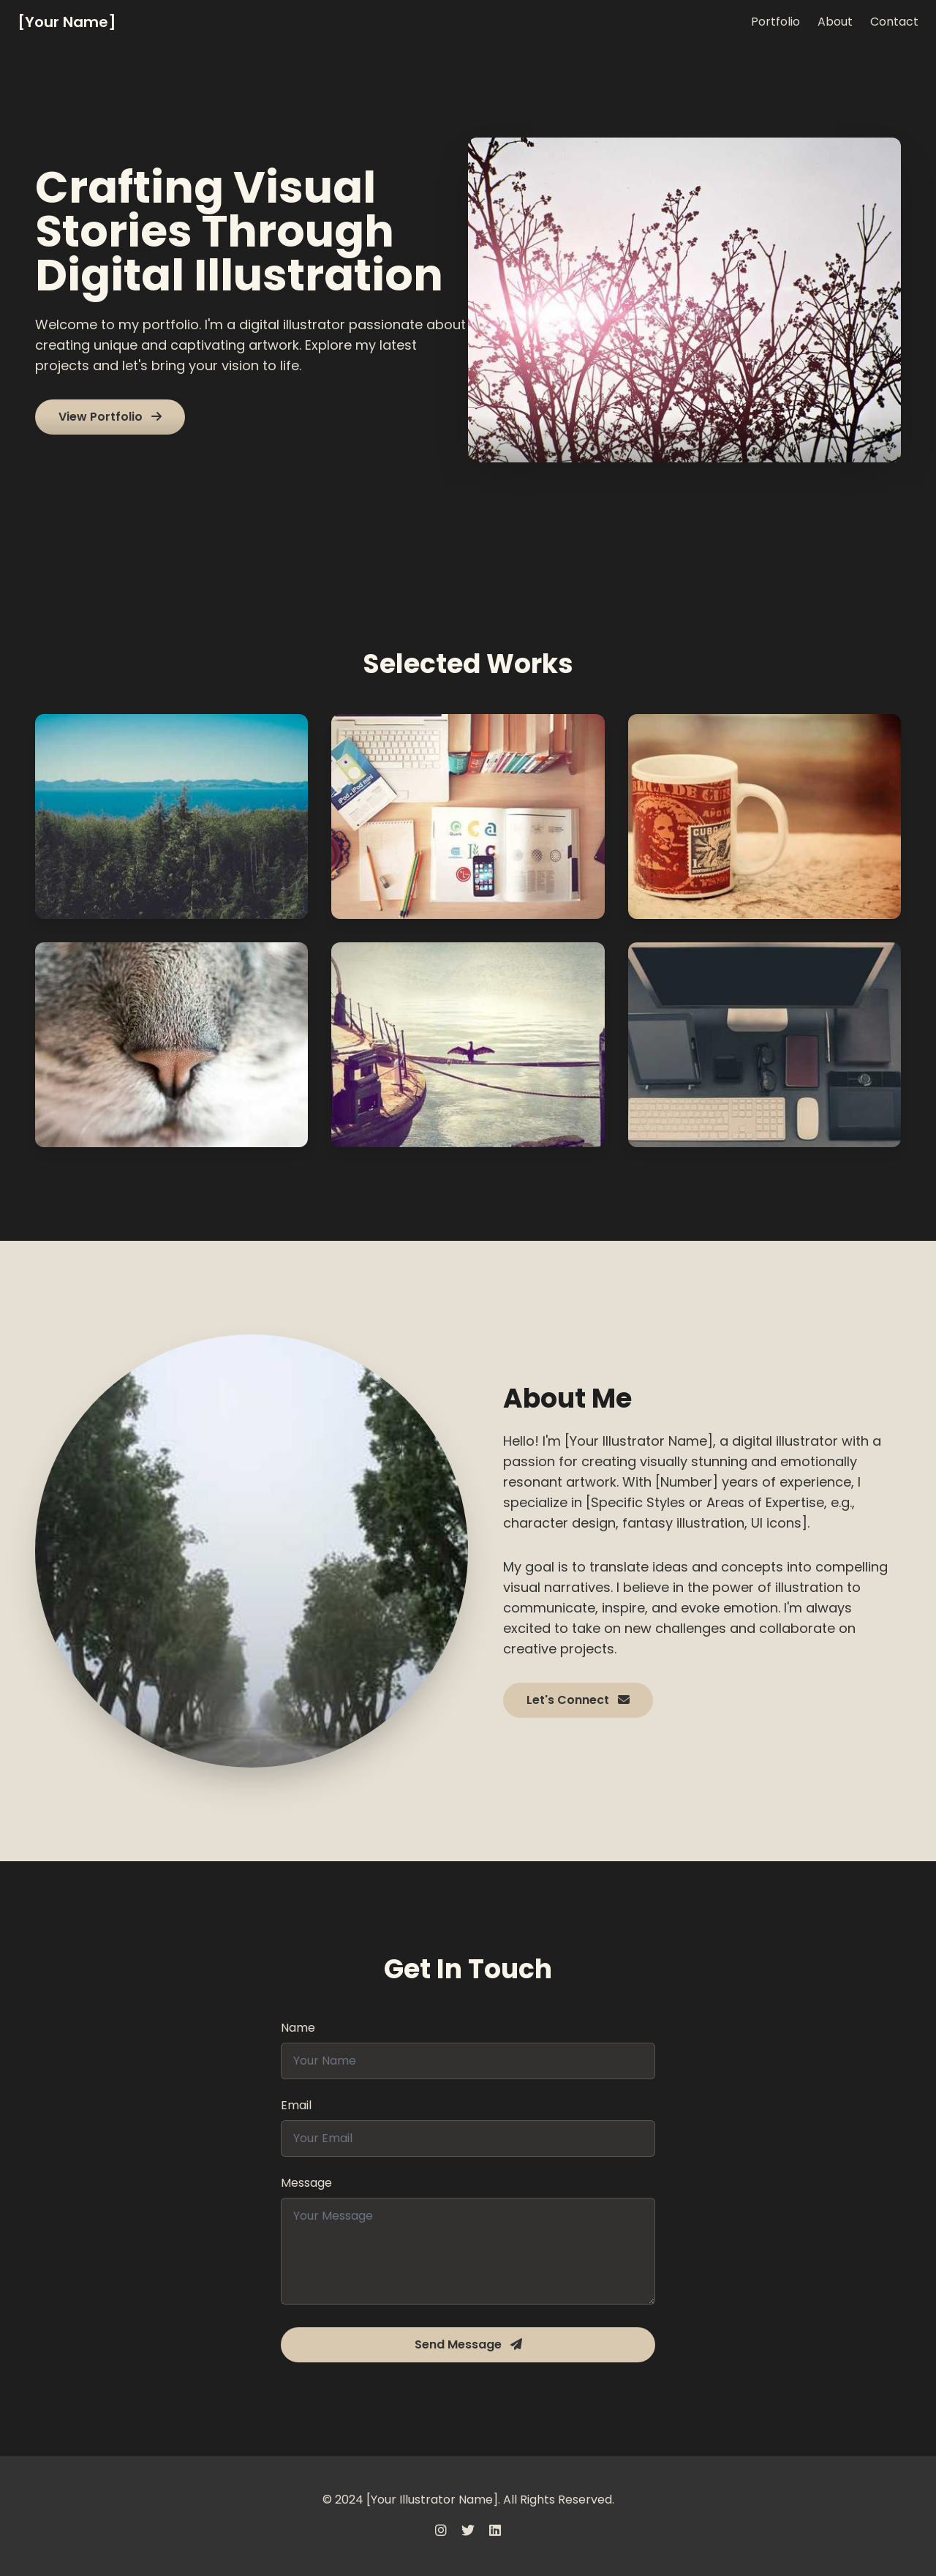 [Your Name]
Portfolio
About
Contact
Crafting Visual
Stories Through
Digital Illustration
Welcome to my portfolio. I'm a digital illustrator passionate about
creating unique and captivating artwork. Explore my latest
projects and let's bring your vision to life.
View Portfolio
Selected Works
iPod + iPad mini
CUBA
About Me
Hello! I'm [Your Illustrator Name], a digital illustrator with a
passion for creating visually stunning and emotionally
resonant artwork. With [Number] years of experience, I
specialize in [Specific Styles or Areas of Expertise, e.g.,
character design, fantasy illustration, UI icons].
My goal is to translate ideas and concepts into compelling
visual narratives. I believe in the power of illustration to
communicate, inspire, and evoke emotion. I'm always
excited to take on new challenges and collaborate on
creative projects.
Let's Connect
Get In Touch
Name
Your Name
Email
Your Email
Message
Your Message
Send Message
© 2024 [Your Illustrator Name]. All Rights Reserved.